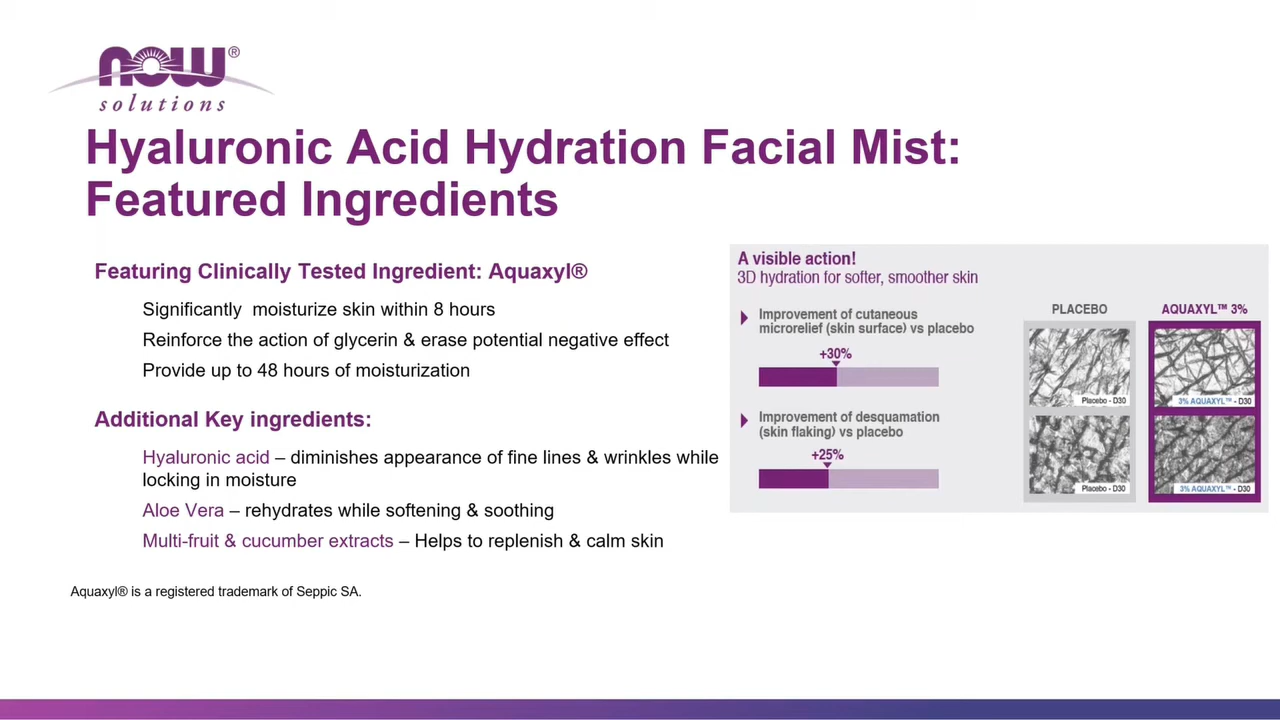 NOW®
solutions
Hyaluronic Acid Hydration Facial Mist:
Featured Ingredients
Featuring Clinically Tested Ingredient: Aquaxyl®
Significantly  moisturize skin within 8 hours
Reinforce the action of glycerin & erase potential negative effect
Provide up to 48 hours of moisturization
Additional Key ingredients:
Hyaluronic acid – diminishes appearance of fine lines & wrinkles while
locking in moisture
Aloe Vera – rehydrates while softening & soothing
Multi-fruit & cucumber extracts – Helps to replenish & calm skin
Aquaxyl® is a registered trademark of Seppic SA.
A visible action!
3D hydration for softer, smoother skin
Improvement of cutaneous
microrelief (skin surface) vs placebo
+30%
Improvement of desquamation
(skin flaking) vs placebo
+25%
PLACEBO
AQUAXYL™ 3%
Placebo - D30
3% AQUAXYL™ - D30
Placebo - D30
3% AQUAXYL™ - D30